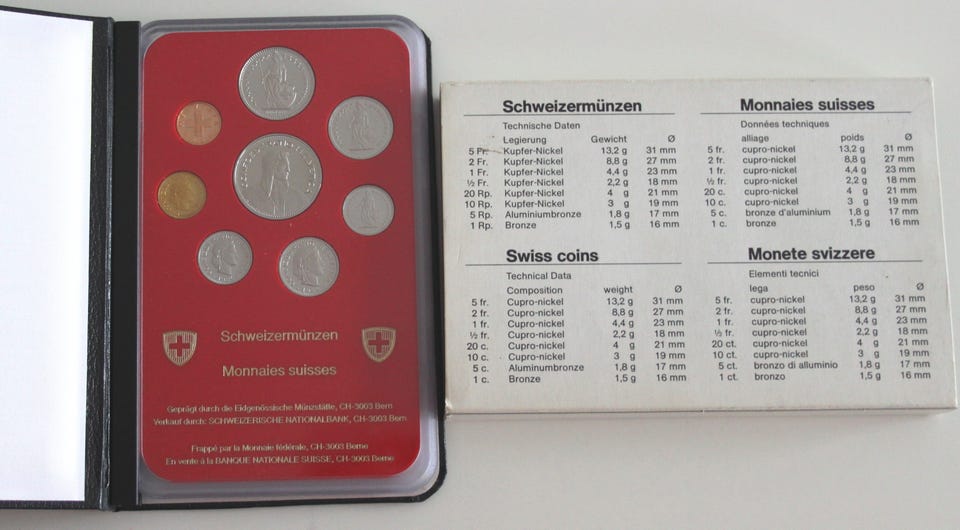 Schweizermünzen
Monnaies suisses
Geprägt durch die Eidgenössische Münzstätte, CH-3003 Bern
Verkauf durch: SCHWEIZERISCHE NATIONALBANK, CH-3003 Bern
Frappé par la Monnaie fédérale, CH-3003 Berne
En vente à la BANQUE NATIONALE SUISSE, CH-3003 Berne
Schweizermünzen
Technische Daten
Legierung Gewicht Ø
5 Fr. Kupfer-Nickel 13,2 g 31 mm
2 Fr. Kupfer-Nickel 8,8 g 27 mm
1 Fr. Kupfer-Nickel 4,4 g 23 mm
½ Fr. Kupfer-Nickel 2,2 g 18 mm
20 Rp. Kupfer-Nickel 4 g 21 mm
10 Rp. Kupfer-Nickel 3 g 19 mm
5 Rp. Aluminiumbronze 1,8 g 17 mm
1 Rp. Bronze 1,5 g 16 mm
Monnaies suisses
Données techniques
alliage poids Ø
5 fr. cupro-nickel 13,2 g 31 mm
2 fr. cupro-nickel 8,8 g 27 mm
1 fr. cupro-nickel 4,4 g 23 mm
½ fr. cupro-nickel 2,2 g 18 mm
20 c. cupro-nickel 4 g 21 mm
10 c. cupro-nickel 3 g 19 mm
5 c. bronze d'aluminium 1,8 g 17 mm
1 c. bronze 1,5 g 16 mm
Swiss coins
Technical Data
Composition weight Ø
5 fr. Cupro-nickel 13,2 g 31 mm
2 fr. Cupro-nickel 8,8 g 27 mm
1 fr. Cupro-nickel 4,4 g 23 mm
½ fr. Cupro-nickel 2,2 g 18 mm
20 c. Cupro-nickel 4 g 21 mm
10 c. Cupro-nickel 3 g 19 mm
5 c. Aluminumbronze 1,8 g 17 mm
1 c. Bronze 1,5 g 16 mm
Monete svizzere
Elementi tecnici
lega peso Ø
5 fr. cupro-nickel 13,2 g 31 mm
2 fr. cupro-nickel 8,8 g 27 mm
1 fr. cupro-nickel 4,4 g 23 mm
½ fr. cupro-nickel 2,2 g 18 mm
20 ct. cupro-nickel 4 g 21 mm
10 ct. cupro-nickel 3 g 19 mm
5 ct. bronzo di alluminio 1,8 g 17 mm
1 ct. bronzo 1,5 g 16 mm